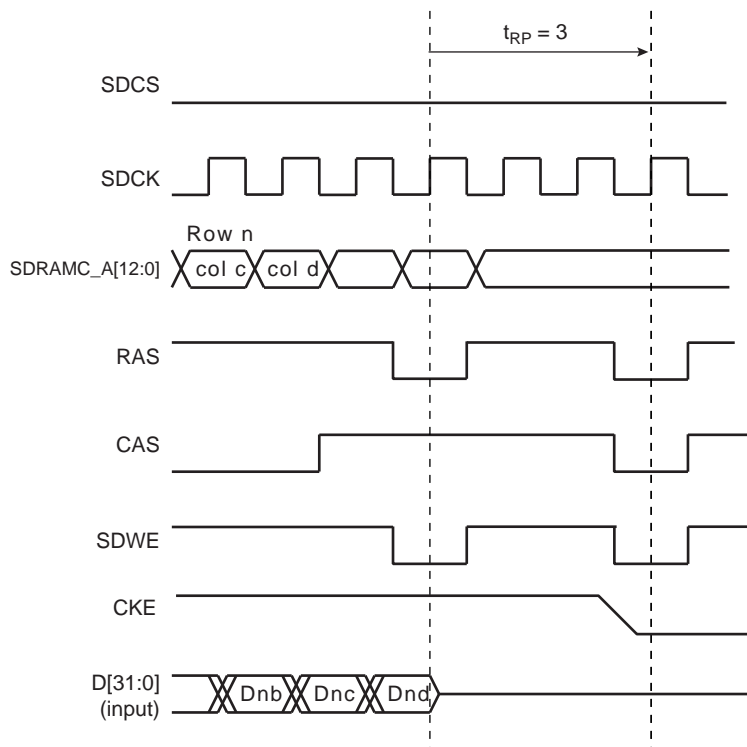 tRP = 3
SDCS
SDCK
Row n
SDRAMC_A[12:0]
col c
col d
RAS
CAS
SDWE
CKE
D[31:0]
(input)
Dnb
Dnc
Dnd